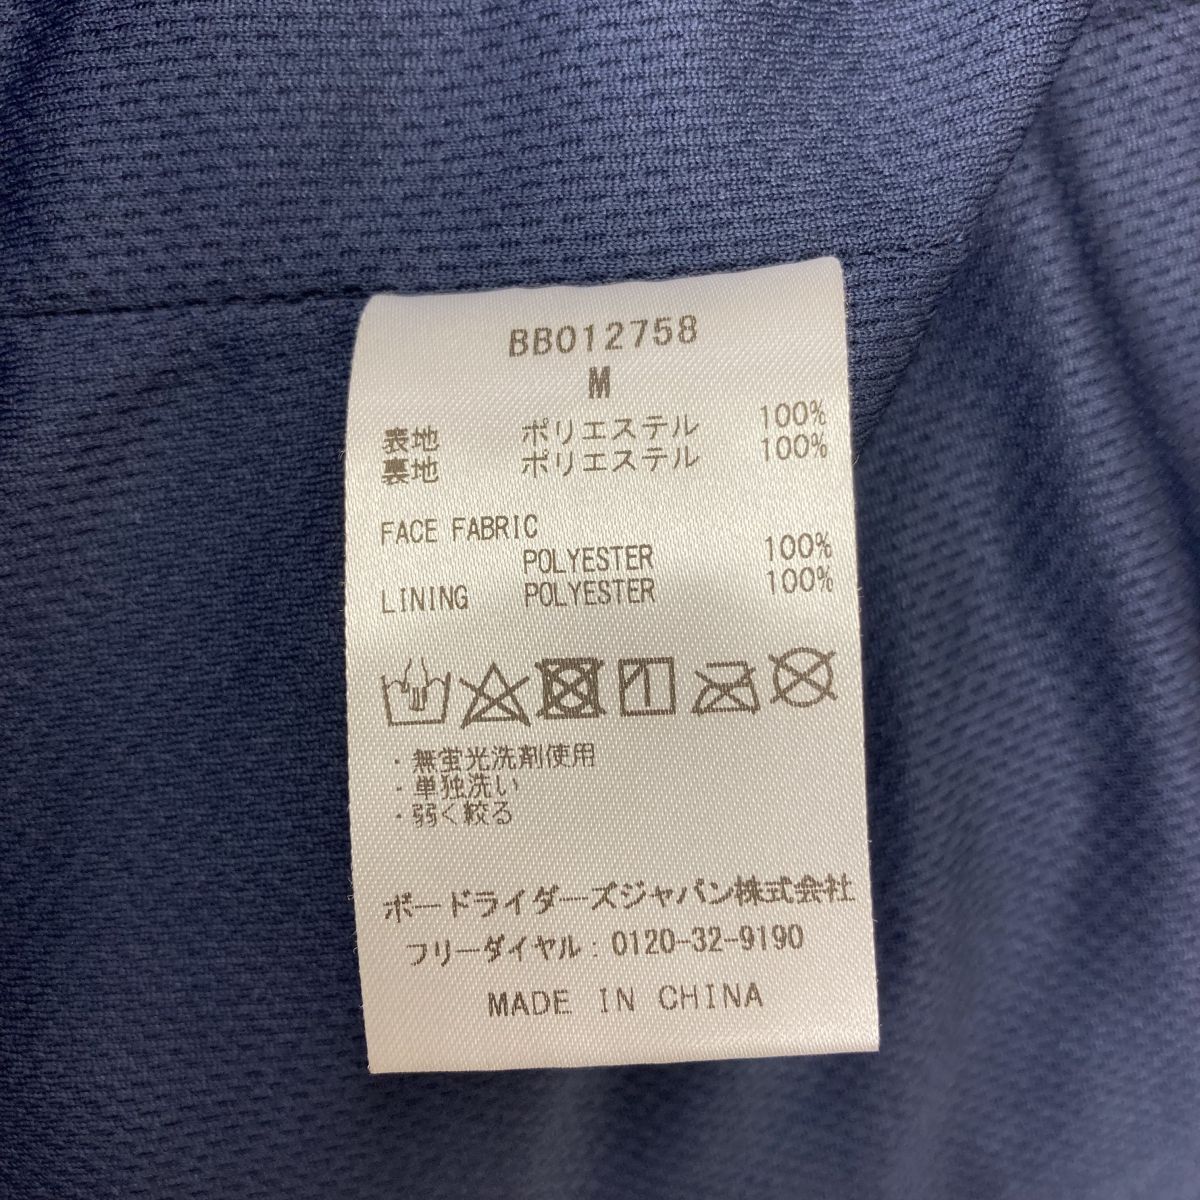 BB012758
M
表地 ポリエステル 100%
裏地 ポリエステル 100%
FACE FABRIC
POLYESTER 100%
LINING POLYESTER 100%
・無蛍光洗剤使用
・単独洗い
・弱く絞る
ボードライダーズジャパン株式会社
フリーダイヤル：0120-32-9190
MADE IN CHINA